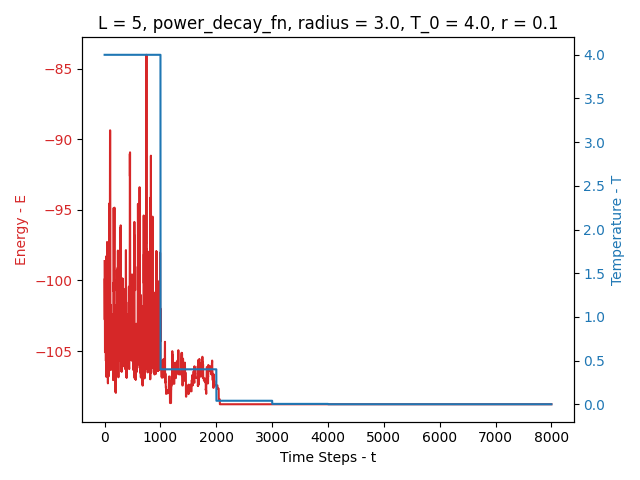 L = 5, power_decay_fn, radius = 3.0, T_0 = 4.0, r = 0.1
−85
−90
−95
−100
−105
Energy - E
4.0
3.5
3.0
2.5
2.0
1.5
1.0
0.5
0.0
Temperature - T
0 1000 2000 3000 4000 5000 6000 7000 8000
Time Steps - t